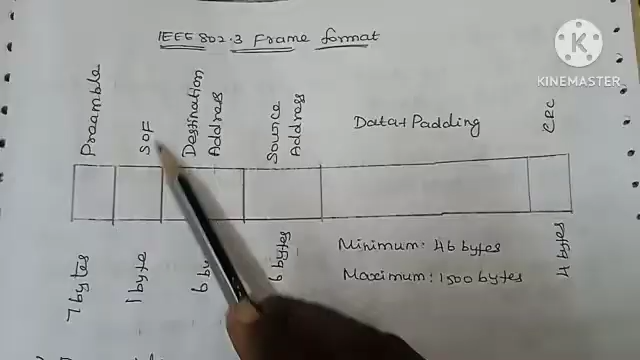 IEEE 802.3 Frame format
KINEMASTER
Preamble
SOF
Destination
Address
Source
Address
Data+Padding
CRC
7 bytes
1 byte
6
6 bytes
Minimum: 46 bytes
Maximum: 1500 bytes
4 bytes